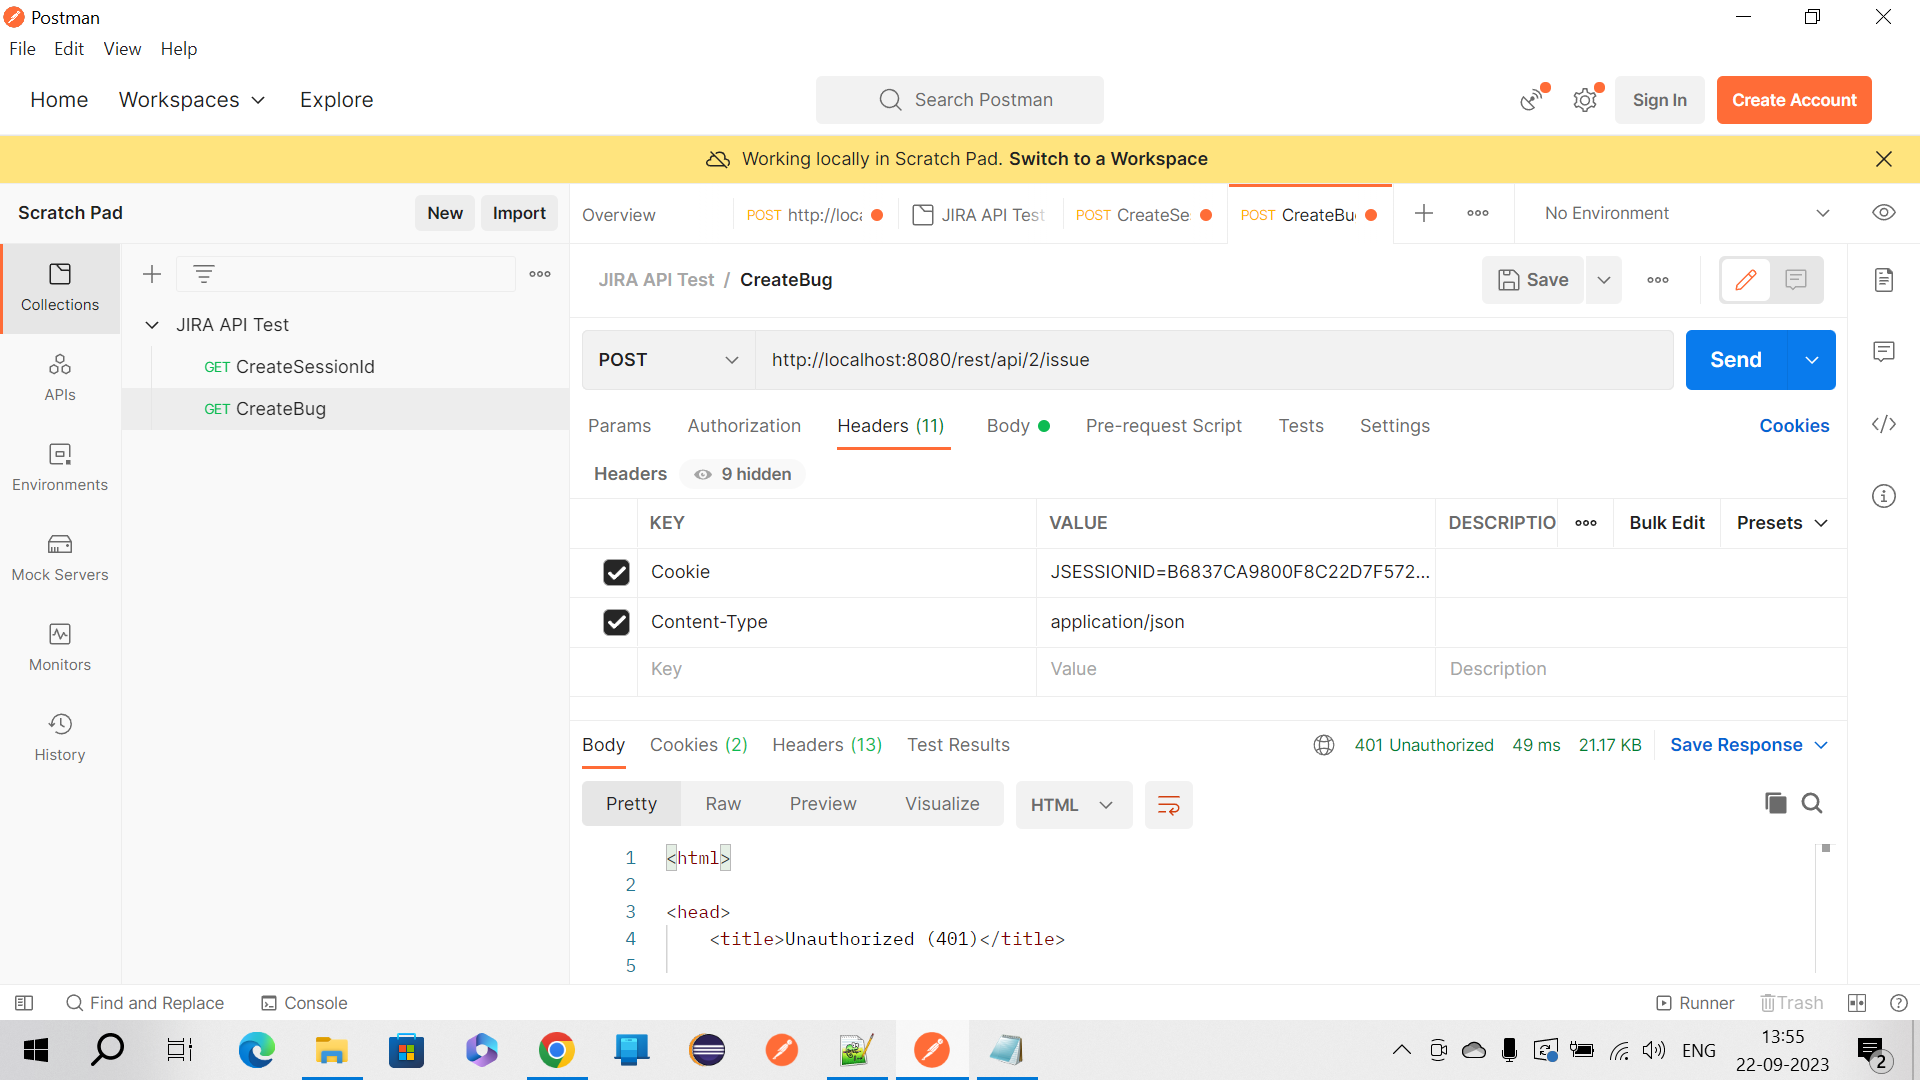 Postman
File Edit View Help
Home Workspaces Explore
Search Postman
Sign In Create Account
Working locally in Scratch Pad. Switch to a Workspace
Scratch Pad New Import
Overview POST http://loca JIRA API Test POST CreateSe POST CreateBu No Environment
Collections
JIRA API Test
GET CreateSessionId
GET CreateBug
APIs
Environments
Mock Servers
Monitors
History
JIRA API Test / CreateBug Save
POST http://localhost:8080/rest/api/2/issue Send
Params Authorization Headers (11) Body Pre-request Script Tests Settings Cookies
Headers 9 hidden
KEY VALUE DESCRIPTIO Bulk Edit Presets
Cookie JSESSIONID=B6837CA9800F8C22D7F572...
Content-Type application/json
Key Value Description
Body Cookies (2) Headers (13) Test Results 401 Unauthorized 49 ms 21.17 KB Save Response
Pretty Raw Preview Visualize HTML
1 <html>
2
3 <head>
4 <title>Unauthorized (401)</title>
5
Find and Replace Console Runner Trash
ENG 13:55
22-09-2023 2